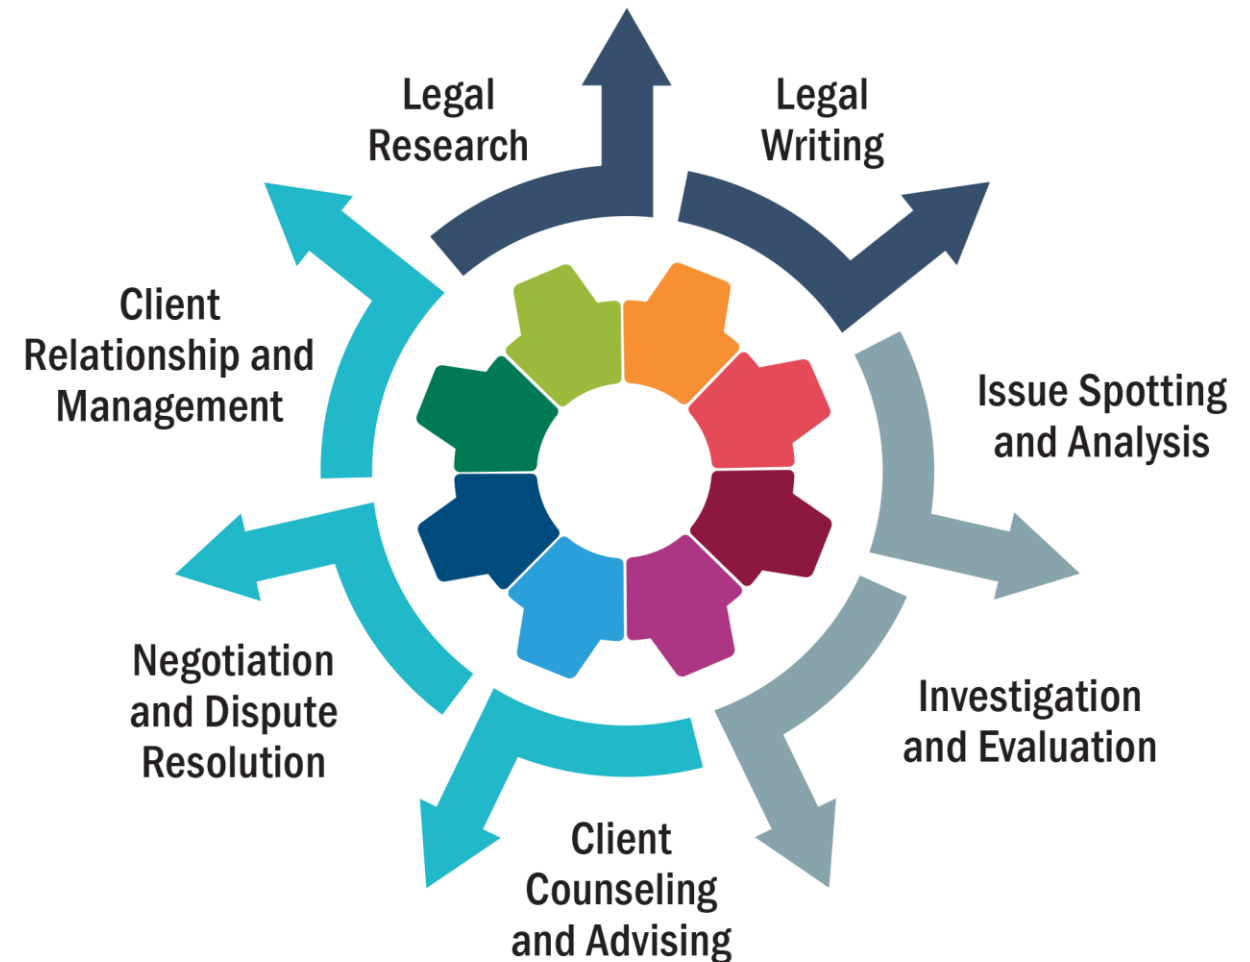 Legal
Research
Legal
Writing
Issue Spotting
and Analysis
Investigation
and Evaluation
Client
Counseling
and Advising
Negotiation
and Dispute
Resolution
Client
Relationship and
Management